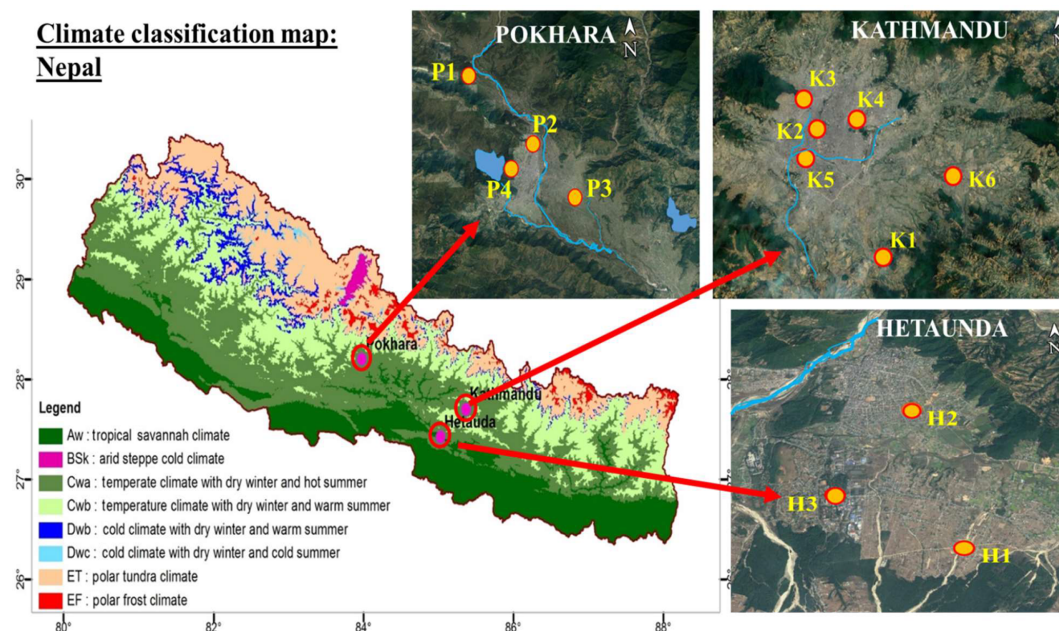 Climate classification map:
Nepal
POKHARA
N
P1
P2
P4
P3
KATHMANDU
K3
K4
K2
K5
K6
K1
HETAUNDA
N
H2
H3
H1
30°
29°
28°
27°
26°
Pokhara
Kathmandu
Hetauda
Legend
Aw : tropical savannah climate
BSk : arid steppe cold climate
Cwa : temperate climate with dry winter and hot summer
Cwb : temperature climate with dry winter and warm summer
Dwb : cold climate with dry winter and warm summer
Dwc : cold climate with dry winter and cold summer
ET : polar tundra climate
EF : polar frost climate
80°
82°
84°
86°
88°